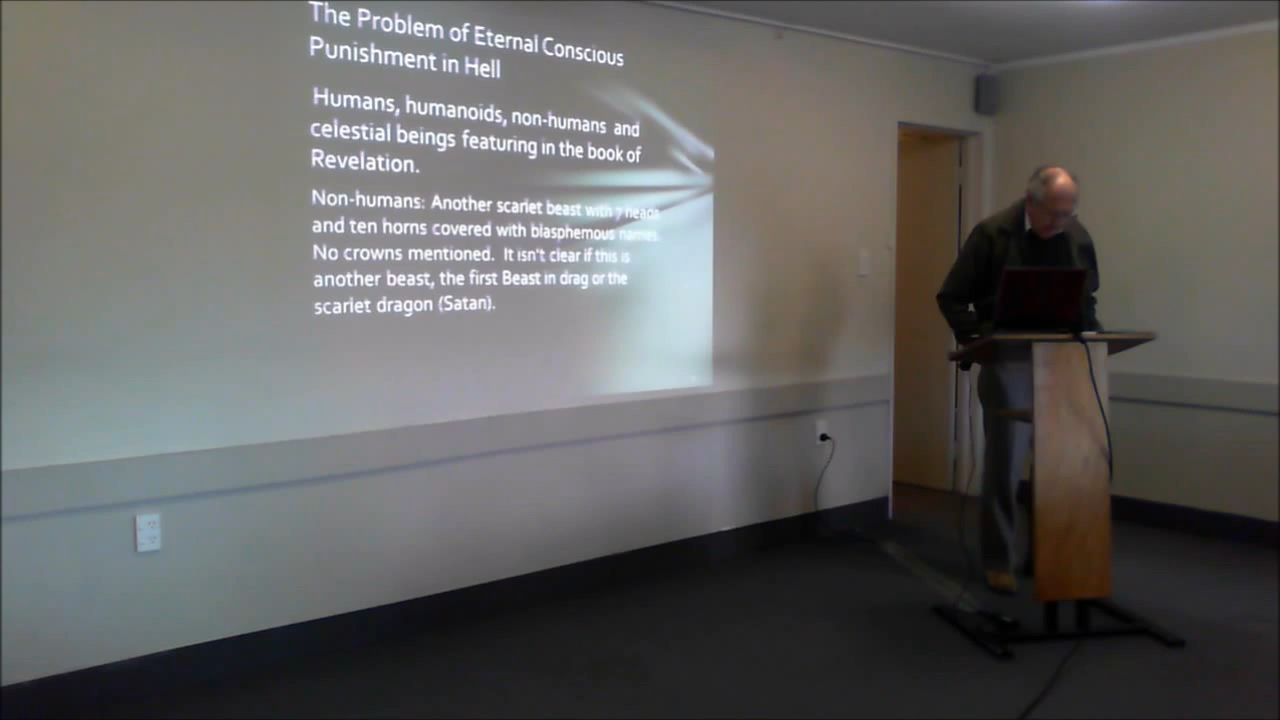 The Problem of Eternal Conscious
Punishment in Hell
Humans, humanoids, non-humans and
celestial beings featuring in the book of
Revelation.
Non-humans: Another scarlet beast with 7 heads
and ten horns covered with blasphemous names.
No crowns mentioned. It isn't clear if this is
another beast, the first Beast in drag or the
scarlet dragon (Satan).